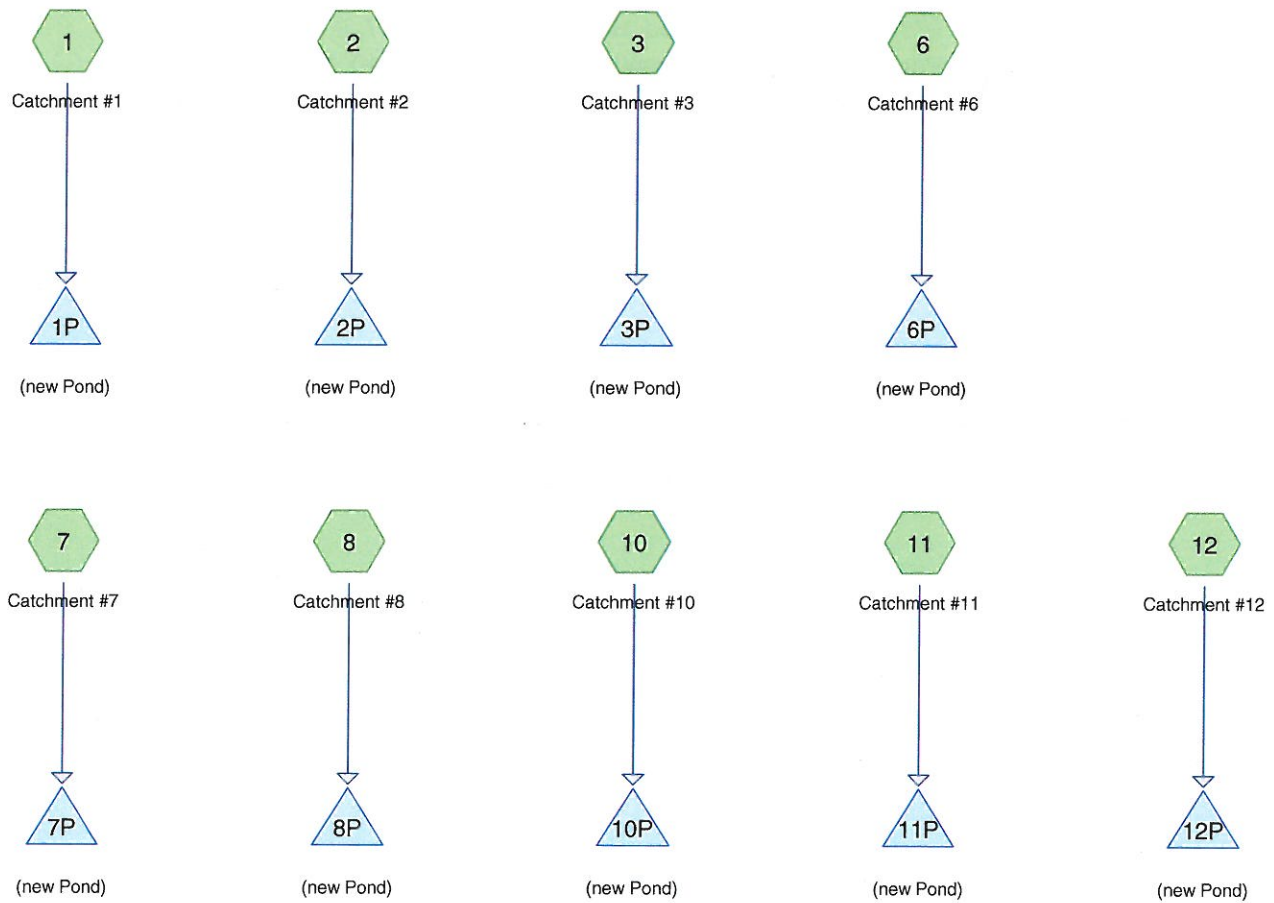 1 2 3 6
Catchment #1 Catchment #2 Catchment #3 Catchment #6
1P 2P 3P 6P
(new Pond) (new Pond) (new Pond) (new Pond)
7 8 10 11 12
Catchment #7 Catchment #8 Catchment #10 Catchment #11 Catchment #12
7P 8P 10P 11P 12P
(new Pond) (new Pond) (new Pond) (new Pond) (new Pond)